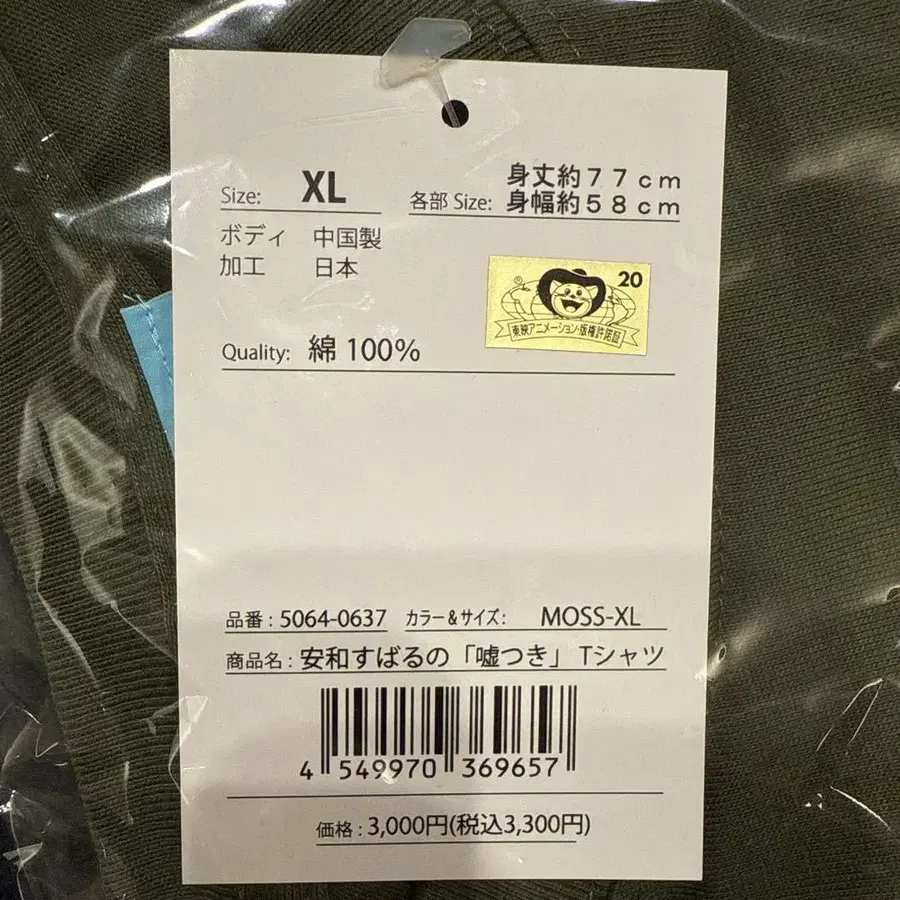 Size: XL
各部 Size: 身丈約77cm
身幅約58cm
ボディ 中国製
加工 日本
20
東映アニメーション・版権許諾証
Quality: 綿 100%
品番 : 5064-0637 カラー&サイズ: MOSS-XL
商品名 : 安和すばるの「嘘つき」 Tシャツ
4 549970 369657
価格 : 3,000円(税込3,300円)